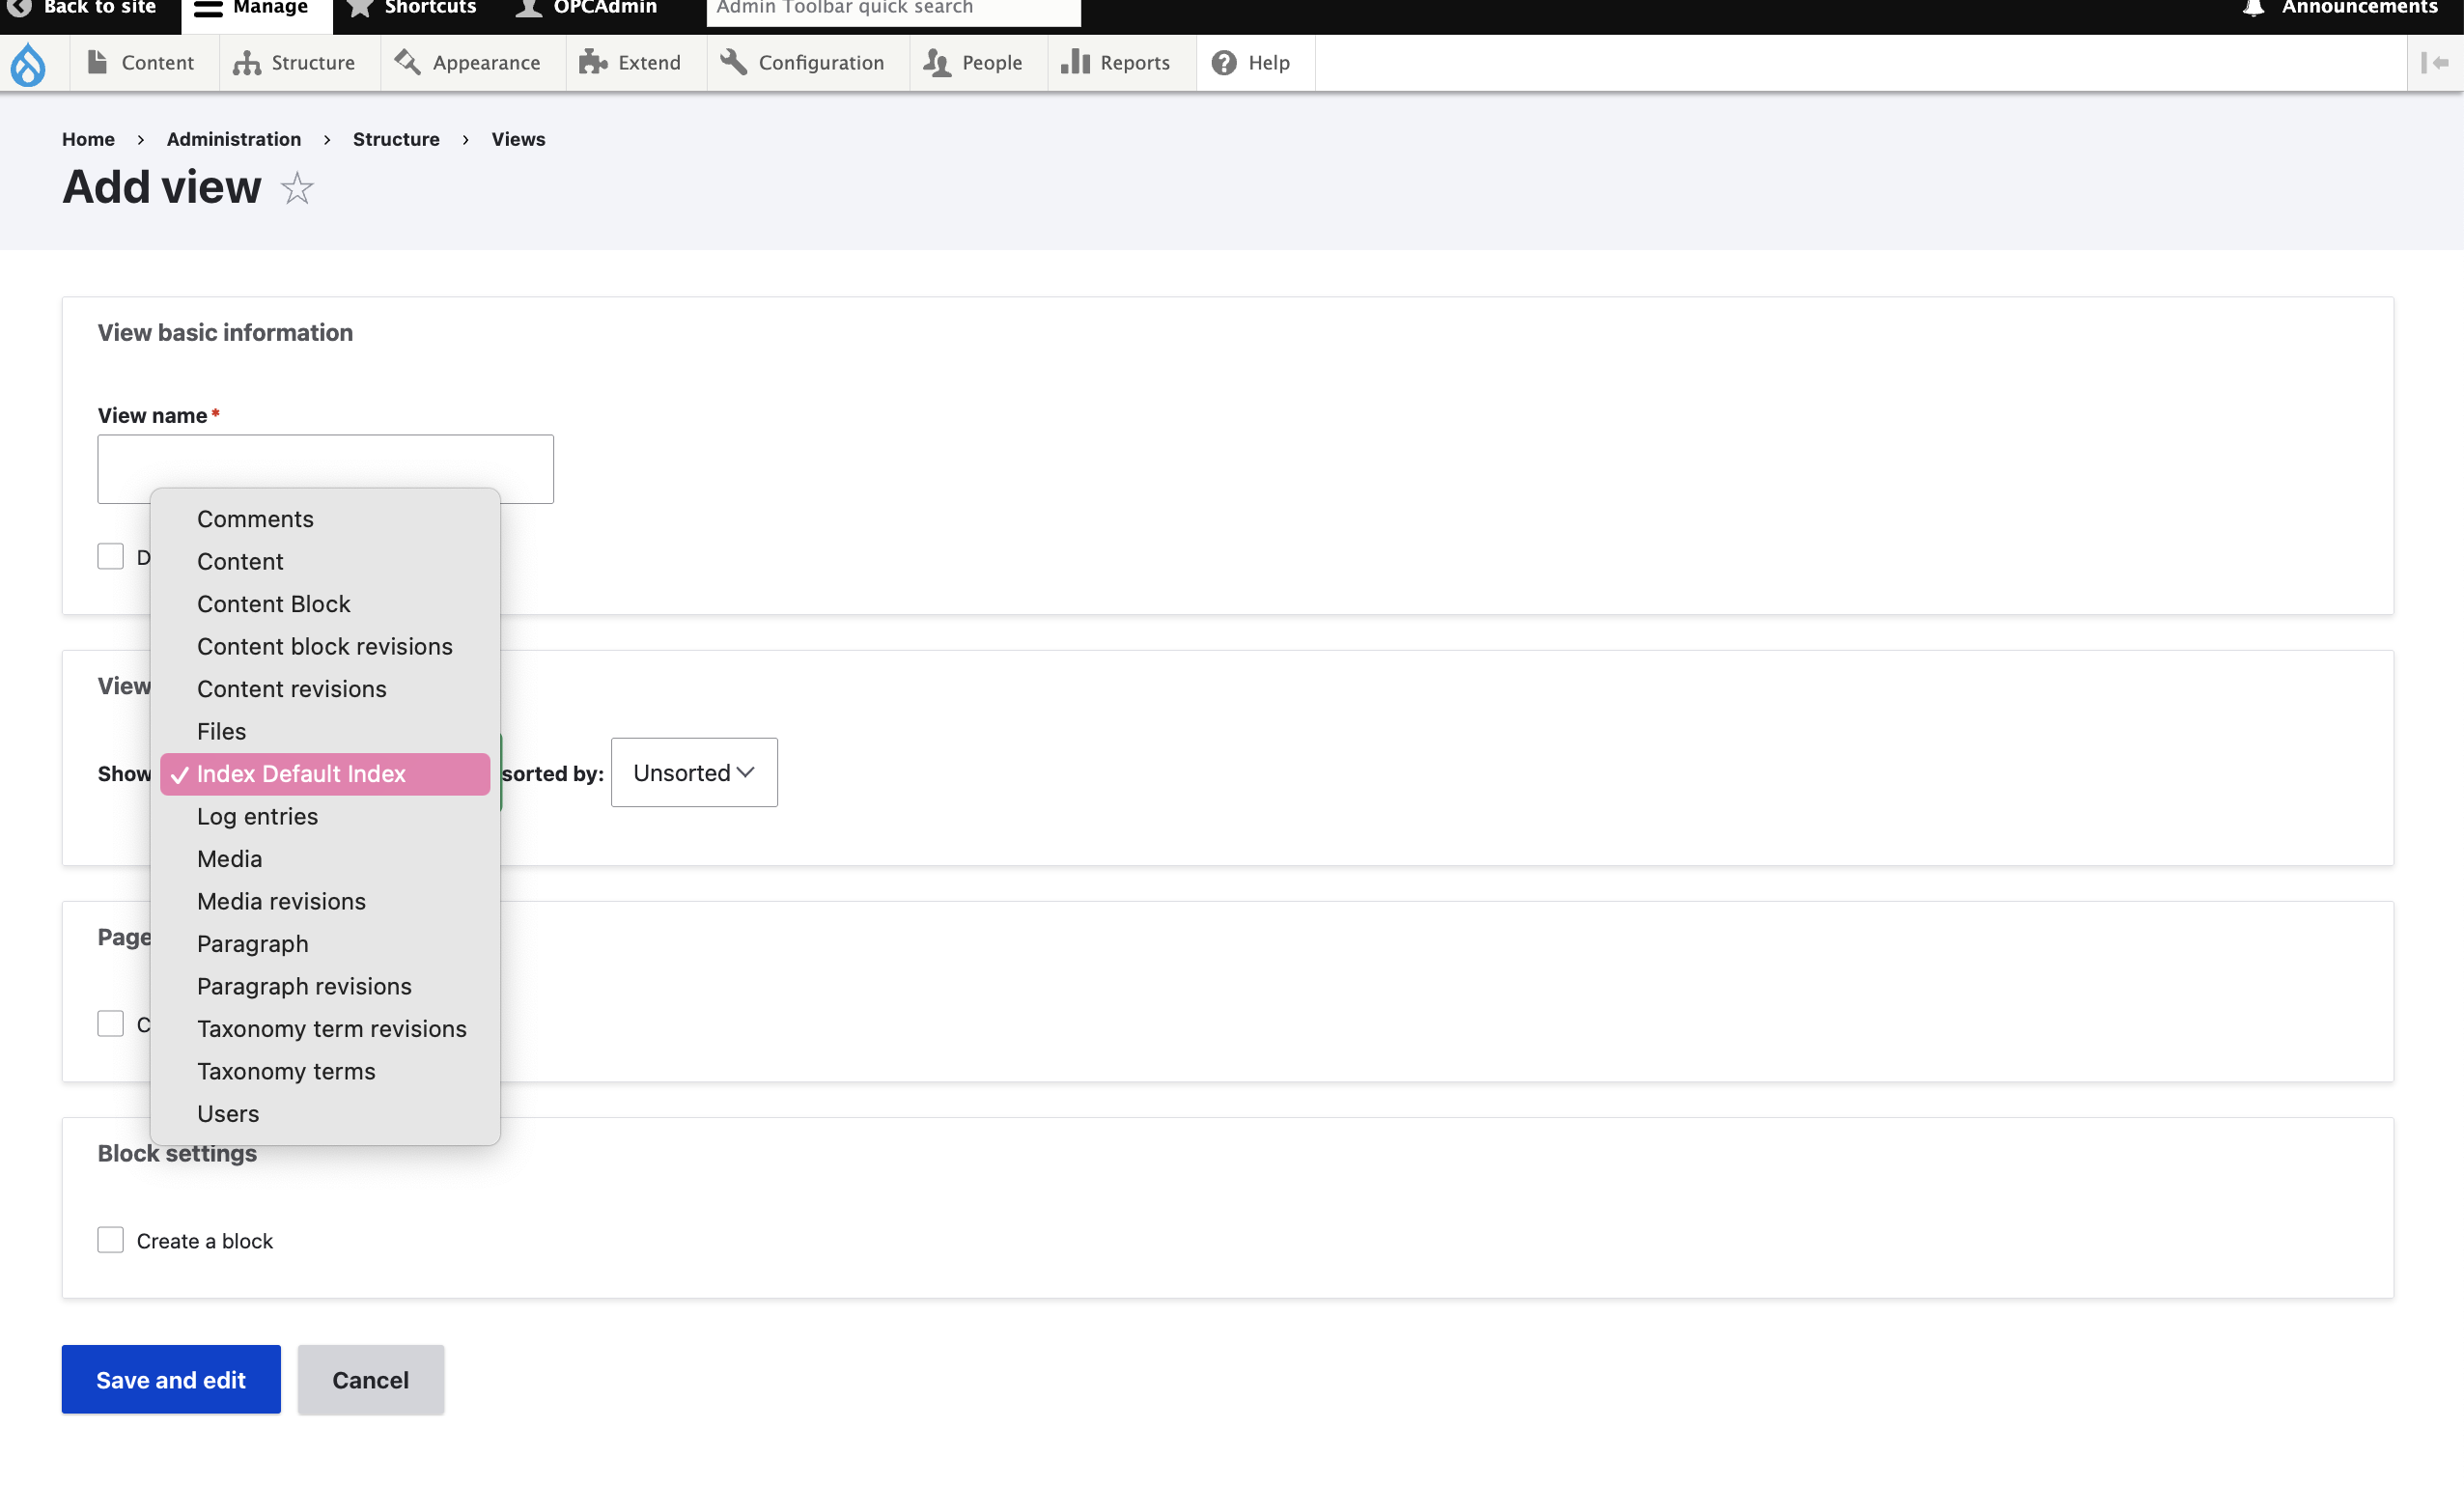 Back to site Manage Shortcuts OPCAdmin Admin Toolbar quick search Announcements
Content Structure Appearance Extend Configuration People Reports Help
Home › Administration › Structure › Views
Add view
View basic information
View name*
D
Comments
Content
Content Block
Content block revisions
Content revisions
Files
✓ Index Default Index
Log entries
Media
Media revisions
Paragraph
Paragraph revisions
Taxonomy term revisions
Taxonomy terms
Users
View
Show sorted by: Unsorted
Page
C
Block settings
Create a block
Save and edit Cancel